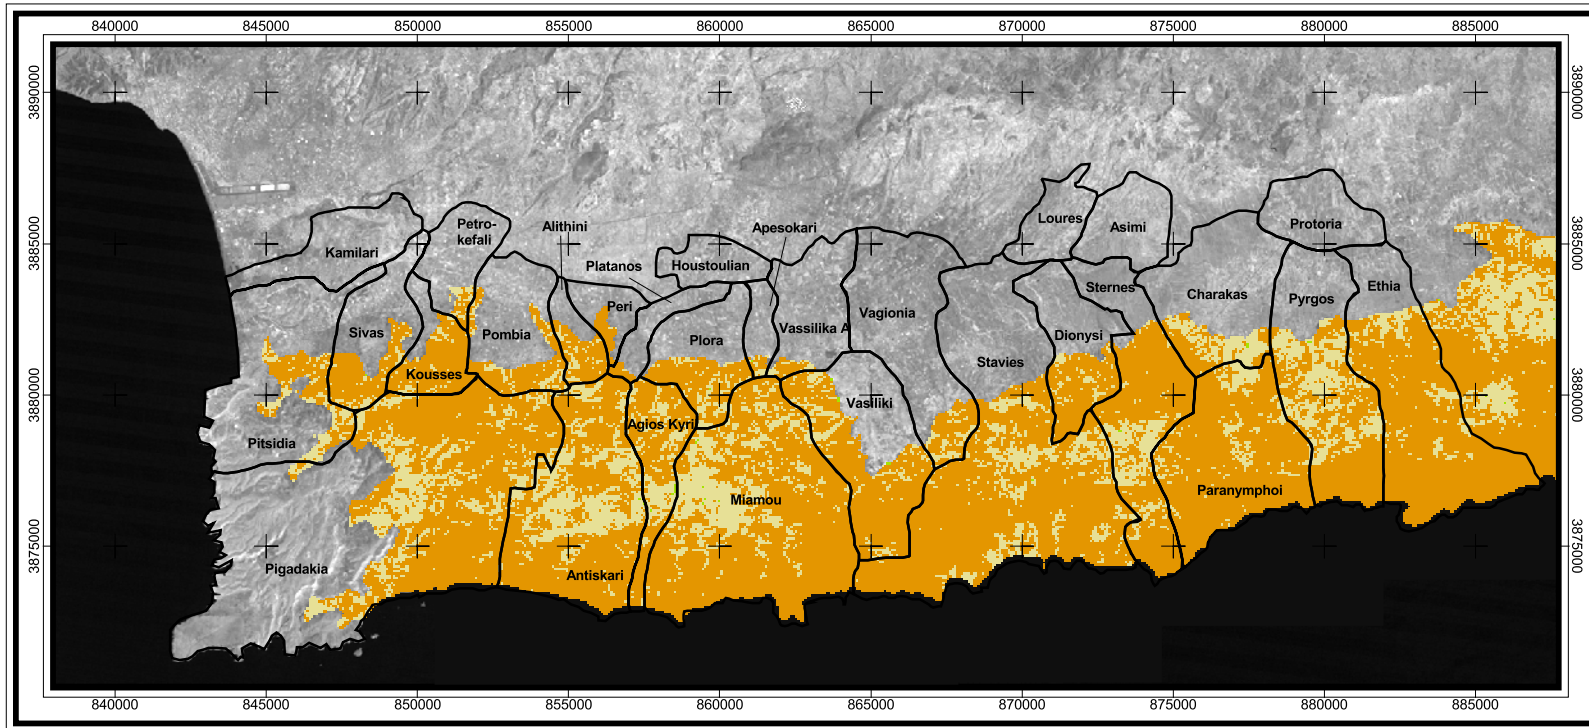 840000 845000 850000 855000 860000 865000 870000 875000 880000 885000
3890000 3890000
3885000 3885000
3880000 3880000
3875000 3875000
Kamilari
Petro-
kefali
Alithini
Platanos
Houstoulian
Apesokari
Loures
Asimi
Protoria
Sivas
Kousses
Pombia
Peri
Plora
Vassilika A
Vagionia
Stavies
Dionysi
Sternes
Charakas
Pyrgos
Ethia
Pitsidia
Agios Kyri
Vasiliki
Miamou
Paranymphoi
Pigadakia
Antiskari
840000 845000 850000 855000 860000 865000 870000 875000 880000 885000